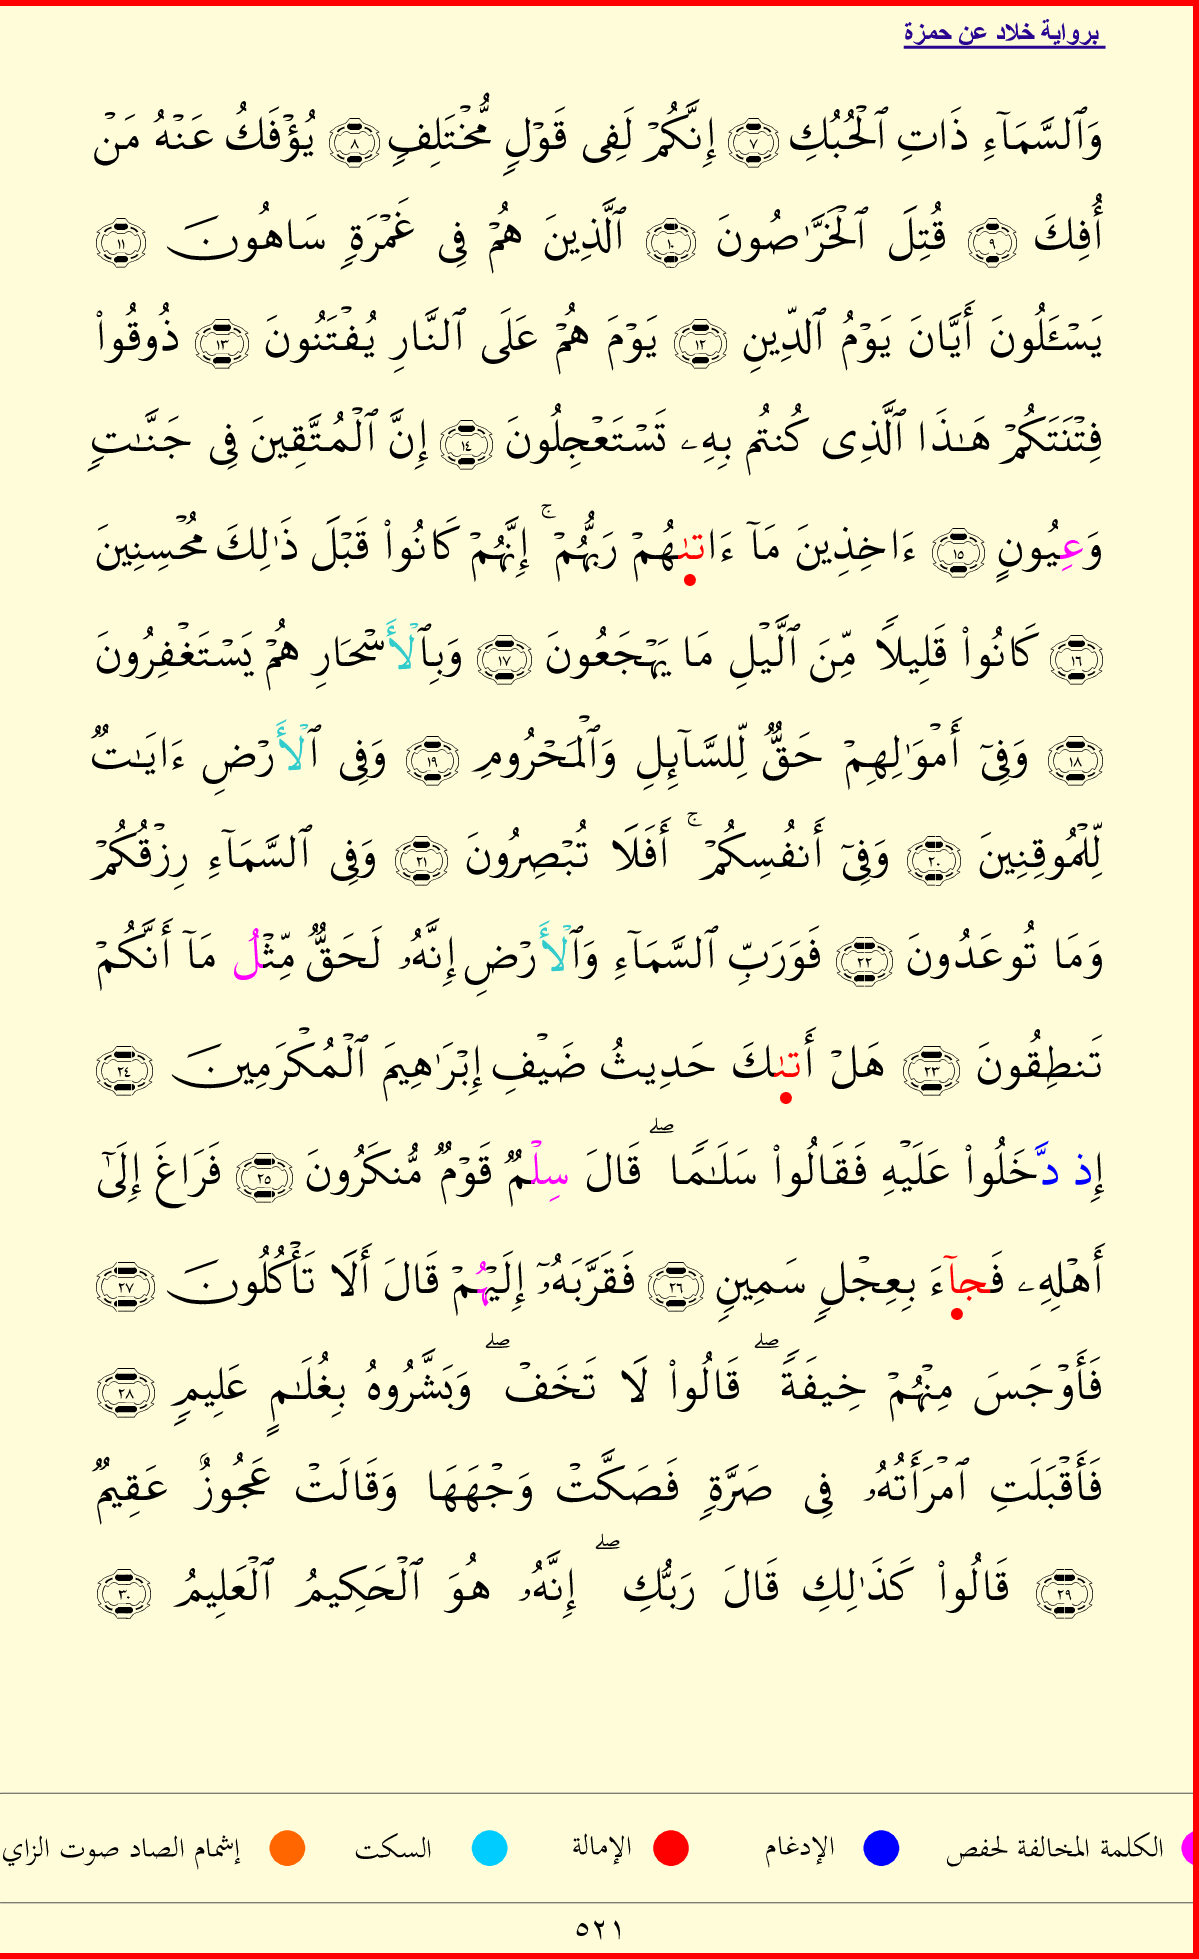 برواية خلاد عن حمزة
وَٱلسَّمَآءِ ذَاتِ ٱلْحُبُكِ ٧ إِنَّكُمْ لَفِى قَوْلٍ مُّخْتَلِفٍ ٨ يُؤْفَكُ عَنْهُ مَنْ
أُفِكَ ٩ قُتِلَ ٱلْخَرَّٰصُونَ ١٠ ٱلَّذِينَ هُمْ فِى غَمْرَةٍ سَاهُونَ ١١
يَسْـَٔلُونَ أَيَّانَ يَوْمُ ٱلدِّينِ ١٢ يَوْمَ هُمْ عَلَى ٱلنَّارِ يُفْتَنُونَ ١٣ ذُوقُوا۟
فِتْنَتَكُمْ هَـٰذَا ٱلَّذِى كُنتُم بِهِۦ تَسْتَعْجِلُونَ ١٤ إِنَّ ٱلْمُتَّقِينَ فِى جَنَّـٰتٍ
وَعِيُونٍ ١٥ ءَاخِذِينَ مَآ ءَاتَىٰهُمْ رَبُّهُمْ ۚ إِنَّهُمْ كَانُوا۟ قَبْلَ ذَٰلِكَ مُحْسِنِينَ
١٦ كَانُوا۟ قَلِيلًا مِّنَ ٱلَّيْلِ مَا يَهْجَعُونَ ١٧ وَبِٱلْأَسْحَارِ هُمْ يَسْتَغْفِرُونَ
١٨ وَفِىٓ أَمْوَٰلِهِمْ حَقٌّ لِّلسَّآئِلِ وَٱلْمَحْرُومِ ١٩ وَفِى ٱلْأَرْضِ ءَايَـٰتٌ
لِّلْمُوقِنِينَ ٢٠ وَفِىٓ أَنفُسِكُمْ ۚ أَفَلَا تُبْصِرُونَ ٢١ وَفِى ٱلسَّمَآءِ رِزْقُكُمْ
وَمَا تُوعَدُونَ ٢٢ فَوَرَبِّ ٱلسَّمَآءِ وَٱلْأَرْضِ إِنَّهُۥ لَحَقٌّ مِّثْلُ مَآ أَنَّكُمْ
تَنطِقُونَ ٢٣ هَلْ أَتَىٰكَ حَدِيثُ ضَيْفِ إِبْرَٰهِيمَ ٱلْمُكْرَمِينَ ٢٤
إِذ دَّخَلُوا۟ عَلَيْهِ فَقَالُوا۟ سَلَـٰمًا ۖ قَالَ سِلْمٌ قَوْمٌ مُّنكَرُونَ ٢٥ فَرَاغَ إِلَىٰٓ
أَهْلِهِۦ فَجَآءَ بِعِجْلٍ سَمِينٍ ٢٦ فَقَرَّبَهُۥٓ إِلَيْهُمْ قَالَ أَلَا تَأْكُلُونَ ٢٧
فَأَوْجَسَ مِنْهُمْ خِيفَةً ۖ قَالُوا۟ لَا تَخَفْ ۖ وَبَشَّرُوهُ بِغُلَـٰمٍ عَلِيمٍ ٢٨
فَأَقْبَلَتِ ٱمْرَأَتُهُۥ فِى صَرَّةٍ فَصَكَّتْ وَجْهَهَا وَقَالَتْ عَجُوزٌ عَقِيمٌ
٢٩ قَالُوا۟ كَذَٰلِكِ قَالَ رَبُّكِ ۖ إِنَّهُۥ هُوَ ٱلْحَكِيمُ ٱلْعَلِيمُ ٣٠
الكلمة المخالفة لحفص الإدغام الإمالة السكت إشمام الصاد صوت الزاي
٥٢١